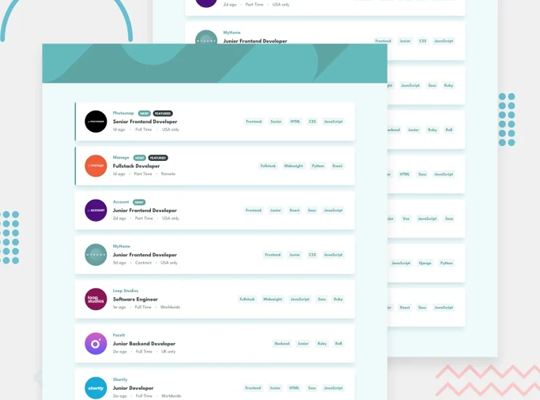 2d ago · Part Time · USA only
MyHome
Junior Frontend Developer
Frontend Junior CSS JavaScript
JavaScript Sass Ruby
Junior Ruby RoR
HTML Sass JavaScript
Vue JavaScript Sass
JavaScript Django Python
React Sass JavaScript
Photosnap NEW! FEATURED
Senior Frontend Developer
1d ago · Full Time · USA only
Frontend Senior HTML CSS JavaScript
Manage NEW! FEATURED
Fullstack Developer
1d ago · Part Time · Remote
Fullstack Midweight Python React
Account NEW!
Junior Frontend Developer
2d ago · Part Time · USA only
Frontend Junior React Sass JavaScript
MyHome
Junior Frontend Developer
5d ago · Contract · USA only
Frontend Junior CSS JavaScript
loop studios
Loop Studios
Software Engineer
1w ago · Full Time · Worldwide
Fullstack Midweight JavaScript Sass Ruby
FaceIt
Junior Backend Developer
2w ago · Full Time · UK only
Backend Junior Ruby RoR
shortly
Shortly
Junior Developer
2w ago · Full Time · Worldwide
Frontend Junior HTML Sass JavaScript